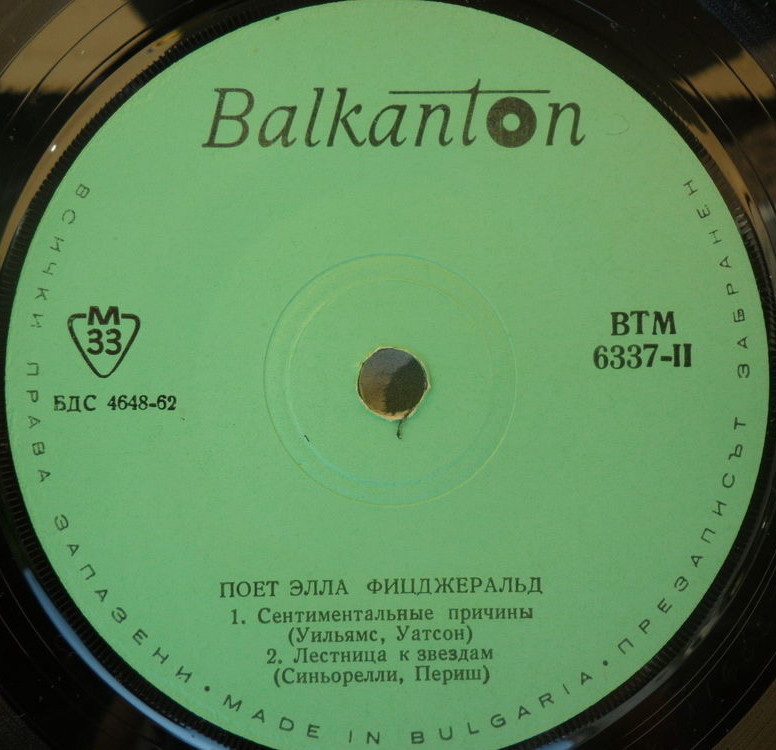 Balkanton
М
33
БДС 4648-62
ВТМ
6337-II
ПОЕТ ЭЛЛА ФИЦДЖЕРАЛЬД
1. Сентиментальные причины
(Уильямс, Уатсон)
2. Лестница к звездам
(Синьорелли, Периш)
ВСИЧКИ ПРАВА ЗАПАЗЕНИ • MADE IN BULGARIA • ПРЕЗАПИСЪТ ЗАБРАНЕН